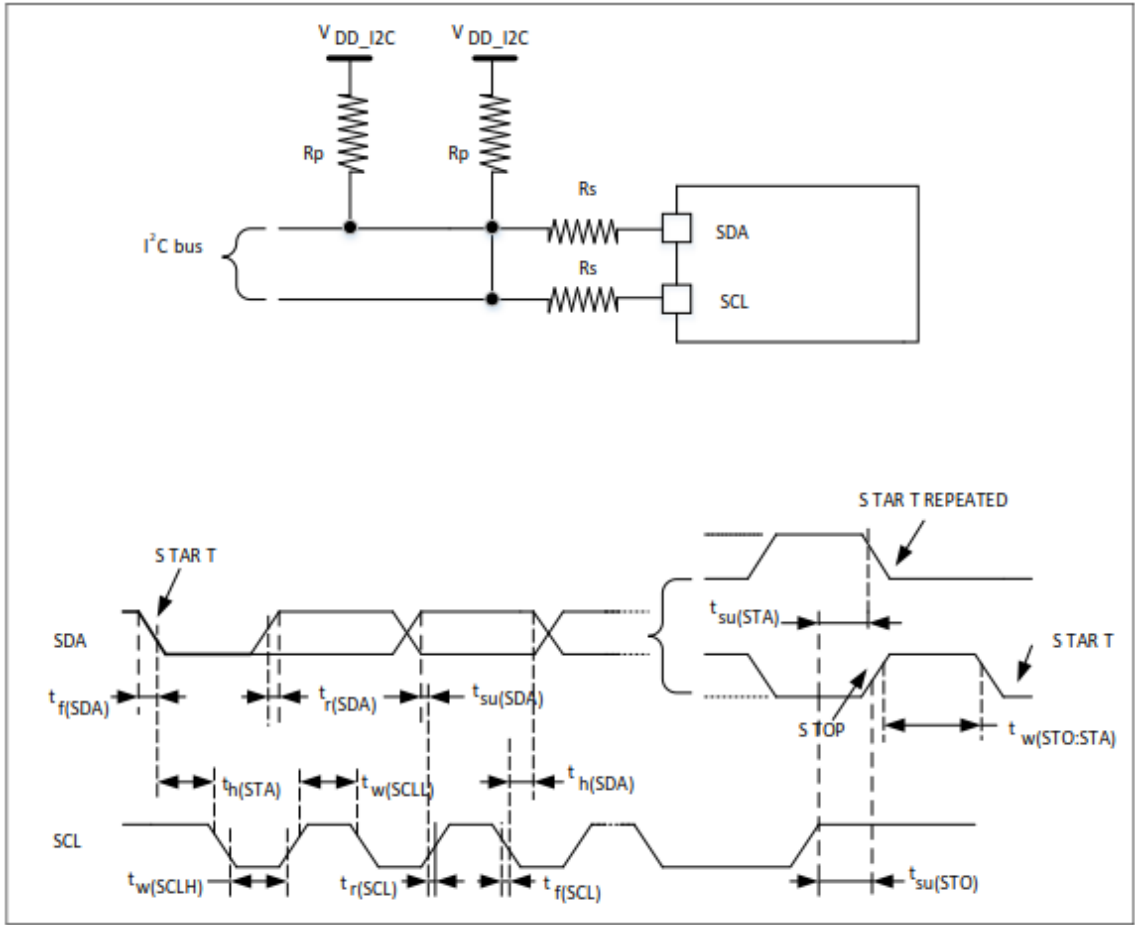 V DD_I2C V DD_I2C
Rp Rp
Rs
I²C bus
SDA
Rs
SCL
S TAR T REPEATED
S TAR T
t su(STA)
SDA
S TAR T
t f(SDA) t r(SDA) t su(SDA)
S TOP
t w(STO:STA)
t h(STA) t w(SCLL) t h(SDA)
SCL
t w(SCLH) t r(SCL) t f(SCL) t su(STO)